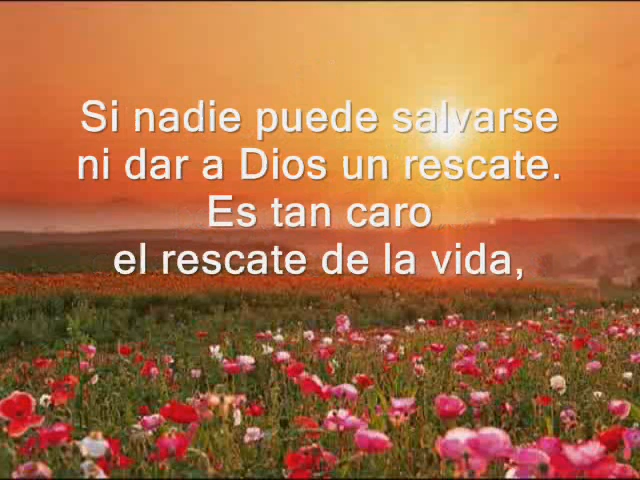 Si nadie puede salvarse
ni dar a Dios un rescate.
Es tan caro
el rescate de la vida,